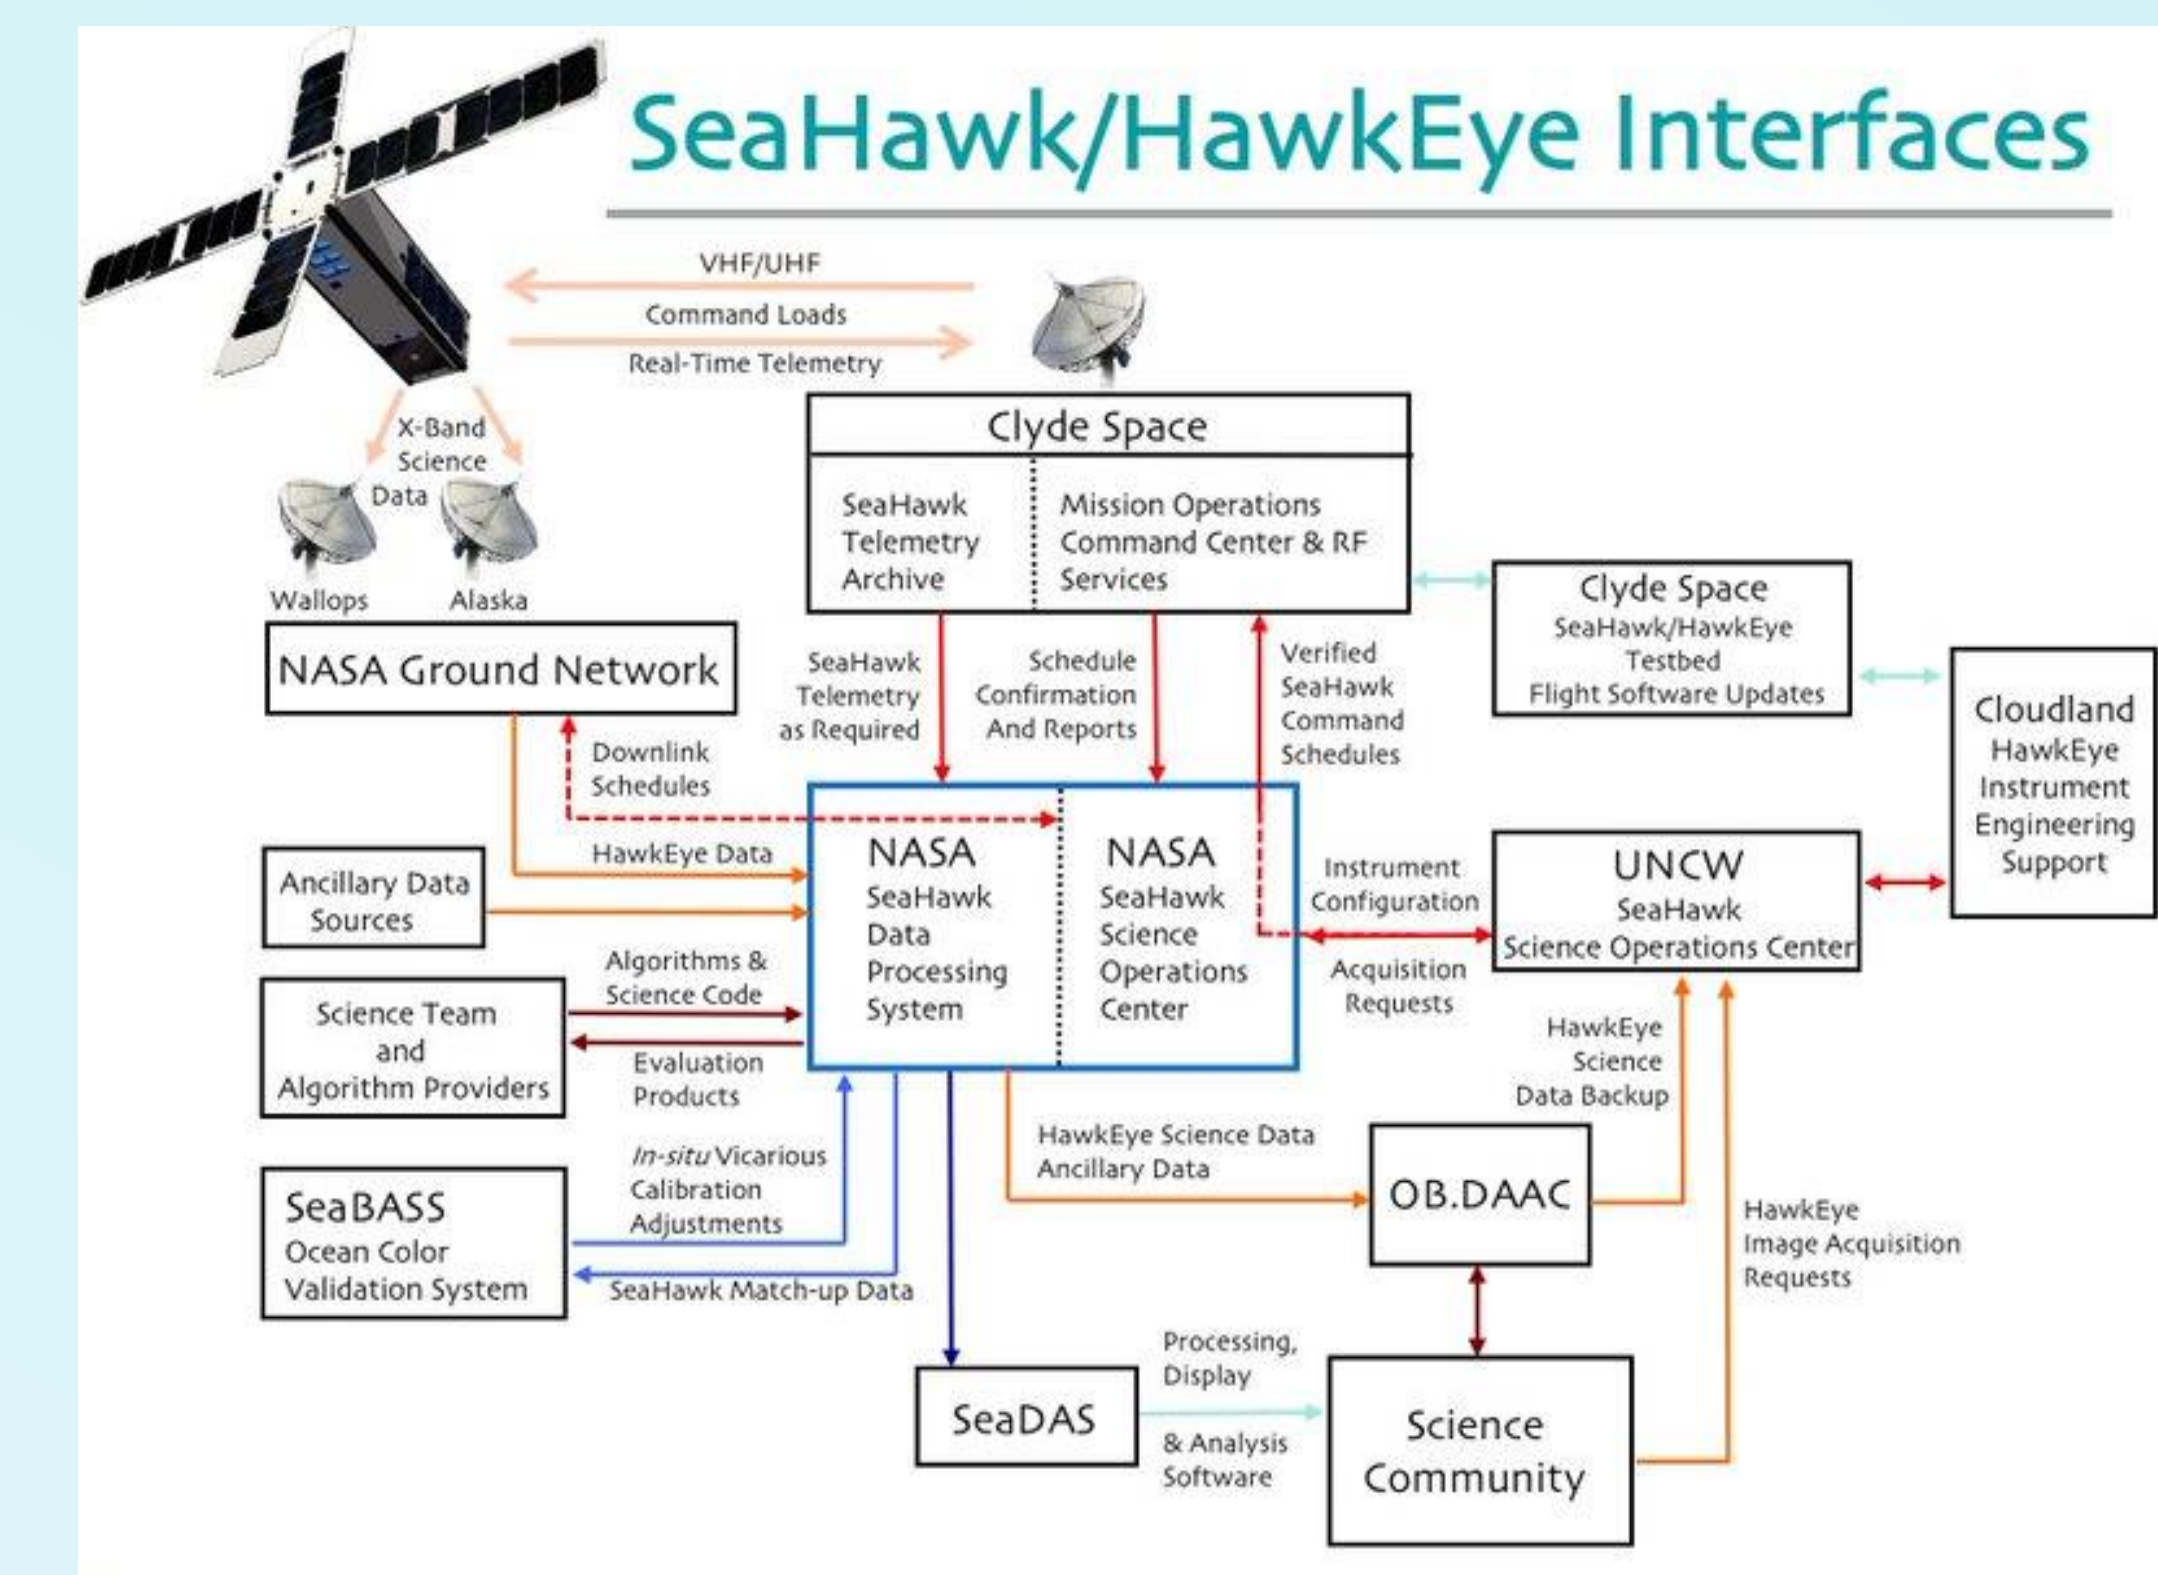 SeaHawk/HawkEye Interfaces
VHF/UHF
Command Loads
Real-Time Telemetry
X-Band
Science
Data
Wallops
Alaska
NASA Ground Network
Clyde Space
SeaHawk
Telemetry
Archive
Mission Operations
Command Center & RF
Services
Clyde Space
SeaHawk/HawkEye
Testbed
Flight Software Updates
Cloudland
HawkEye
Instrument
Engineering
Support
SeaHawk
Telemetry
as Required
Schedule
Confirmation
And Reports
Verified
SeaHawk
Command
Schedules
Downlink
Schedules
HawkEye Data
Ancillary Data
Sources
NASA
SeaHawk
Data
Processing
System
NASA
SeaHawk
Science
Operations
Center
Instrument
Configuration
Acquisition
Requests
UNCW
SeaHawk
Science Operations Center
Algorithms &
Science Code
Science Team
and
Algorithm Providers
Evaluation
Products
HawkEye
Science
Data Backup
In-situ Vicarious
Calibration
Adjustments
SeaBASS
Ocean Color
Validation System
SeaHawk Match-up Data
HawkEye Science Data
Ancillary Data
OB.DAAC
HawkEye
Image Acquisition
Requests
SeaDAS
Processing,
Display
& Analysis
Software
Science
Community